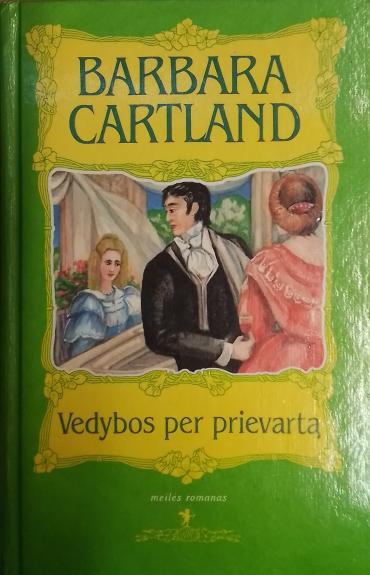 BARBARA
CARTLAND
Vedybos per prievartą
meilės romanas